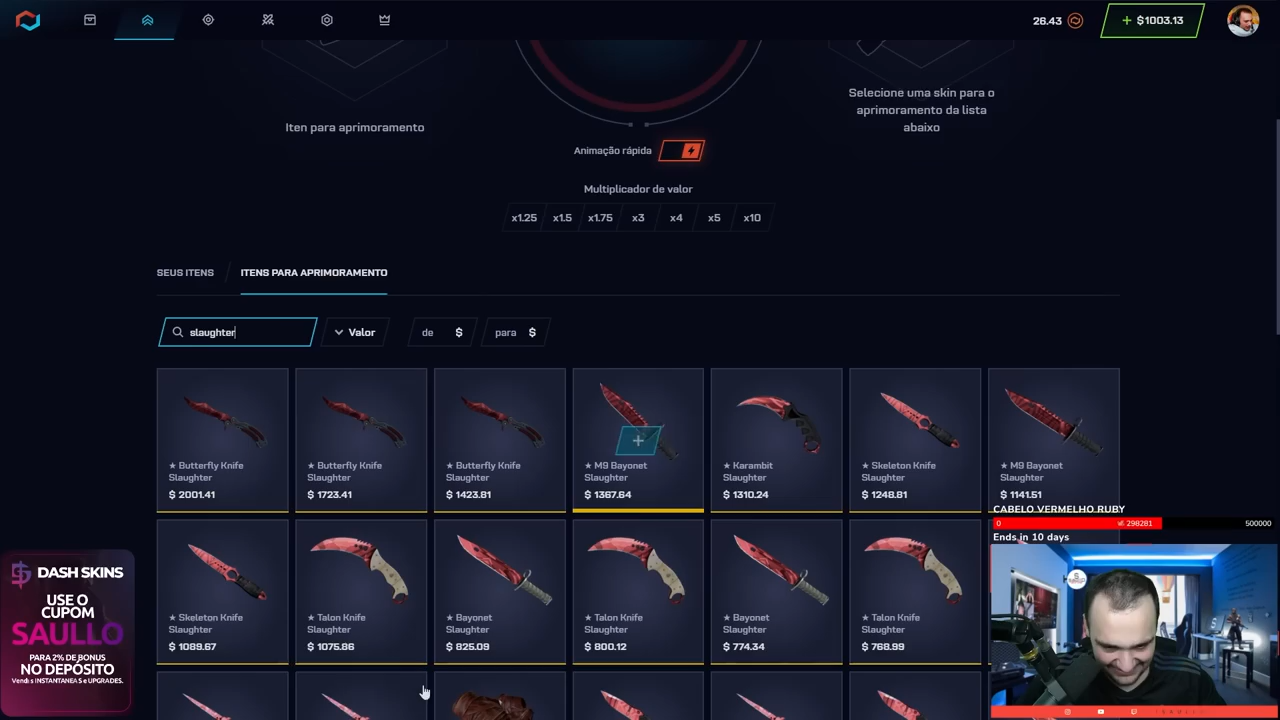 26.43
+ $1003.13
Iten para aprimoramento
Selecione uma skin para o
aprimoramento da lista
abaixo
Animação rápida
Multiplicador de valor
x1.25 x1.5 x1.75 x3 x4 x5 x10
SEUS ITENS
ITENS PARA APRIMORAMENTO
slaughter
Valor
de $
para $
★ Butterfly Knife
Slaughter
$ 2001.41
★ Butterfly Knife
Slaughter
$ 1723.41
★ Butterfly Knife
Slaughter
$ 1423.81
★ M9 Bayonet
Slaughter
$ 1367.64
★ Karambit
Slaughter
$ 1310.24
★ Skeleton Knife
Slaughter
$ 1248.81
★ M9 Bayonet
Slaughter
$ 1141.51
★ Skeleton Knife
Slaughter
$ 1089.67
★ Talon Knife
Slaughter
$ 1075.86
★ Bayonet
Slaughter
$ 825.09
★ Talon Knife
Slaughter
$ 800.12
★ Bayonet
Slaughter
$ 774.34
★ Talon Knife
Slaughter
$ 768.99
CABELO VERMELHO RUBY
0 298281 500000
Ends in 10 days
DASH SKINS
USE O
CUPOM
SAULLO
PARA 2% DE BONUS
NO DEPÓSITO
INSTANTANEAS e UPGRADES.